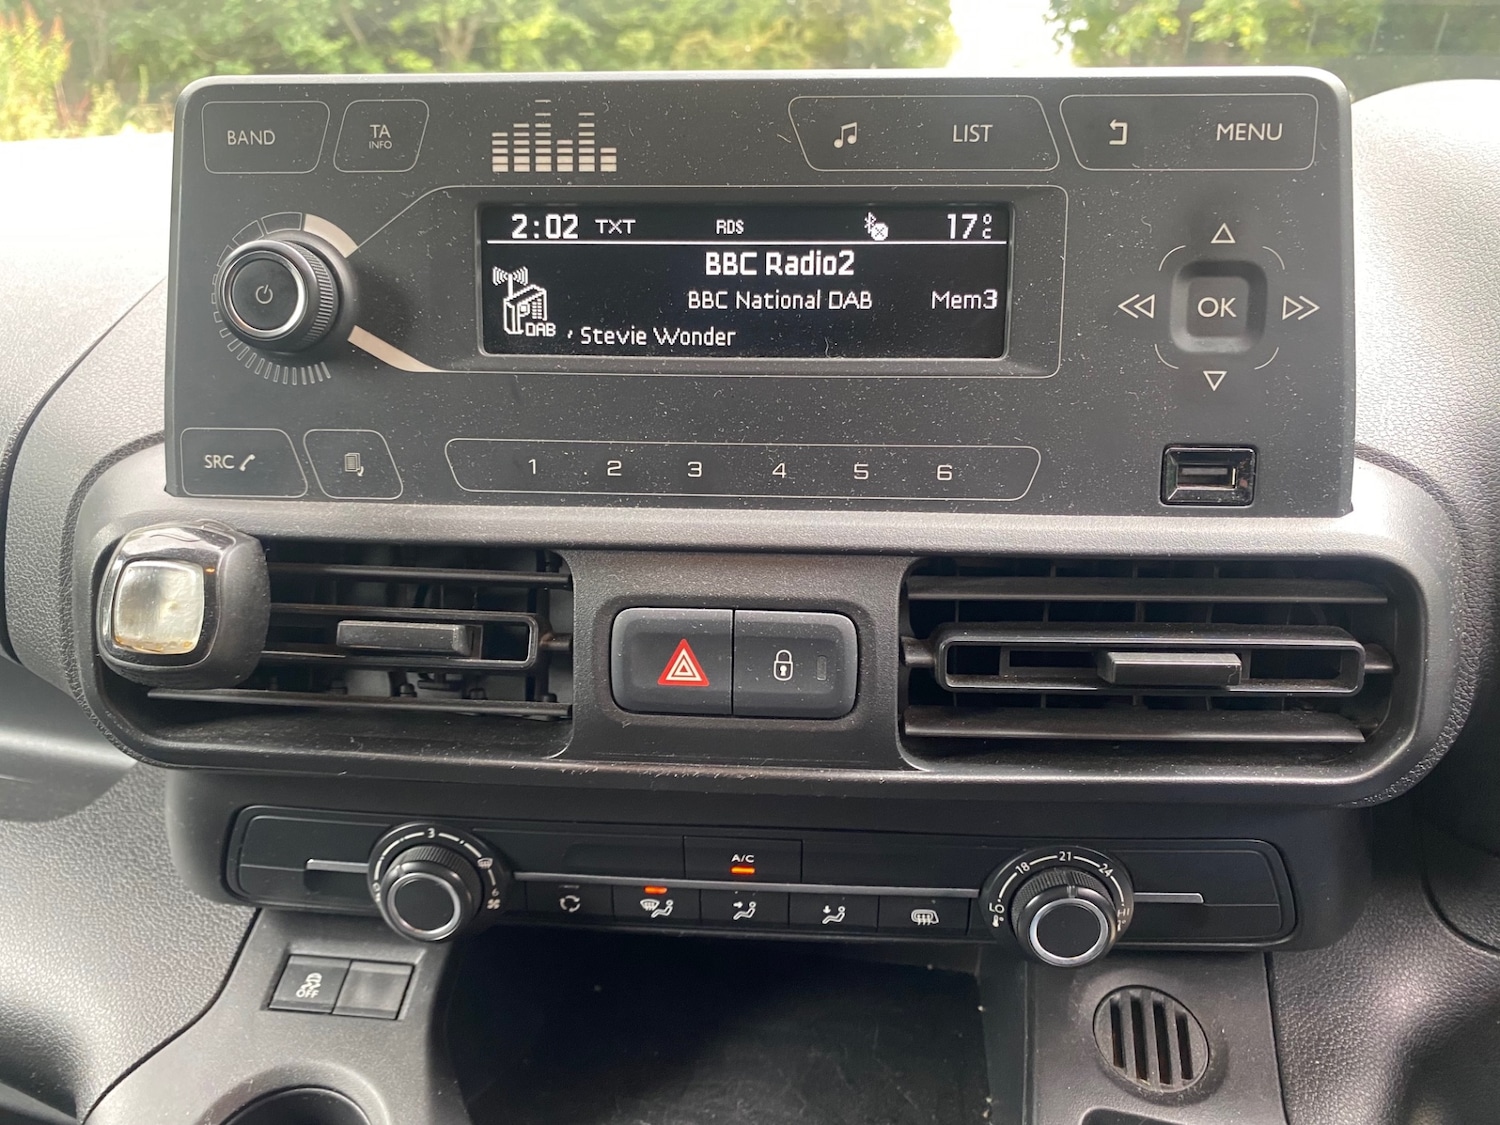 BAND
TA
INFO
LIST
MENU
2:02 TXT RDS 17°C
BBC Radio2
BBC National DAB Mem3
DAB
Stevie Wonder
OK
SRC
1 2 3 4 5 6
3
A/C
18 21 24
OFF